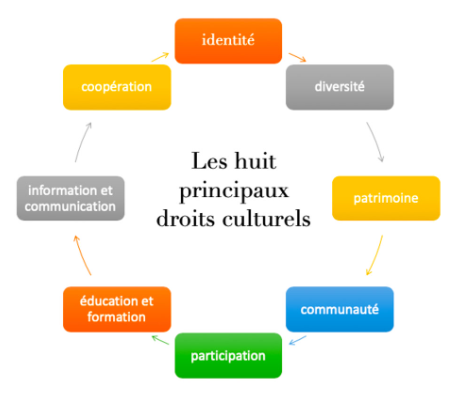 identité
diversité
patrimoine
communauté
participation
éducation et
formation
information et
communication
coopération
Les huit
principaux
droits culturels